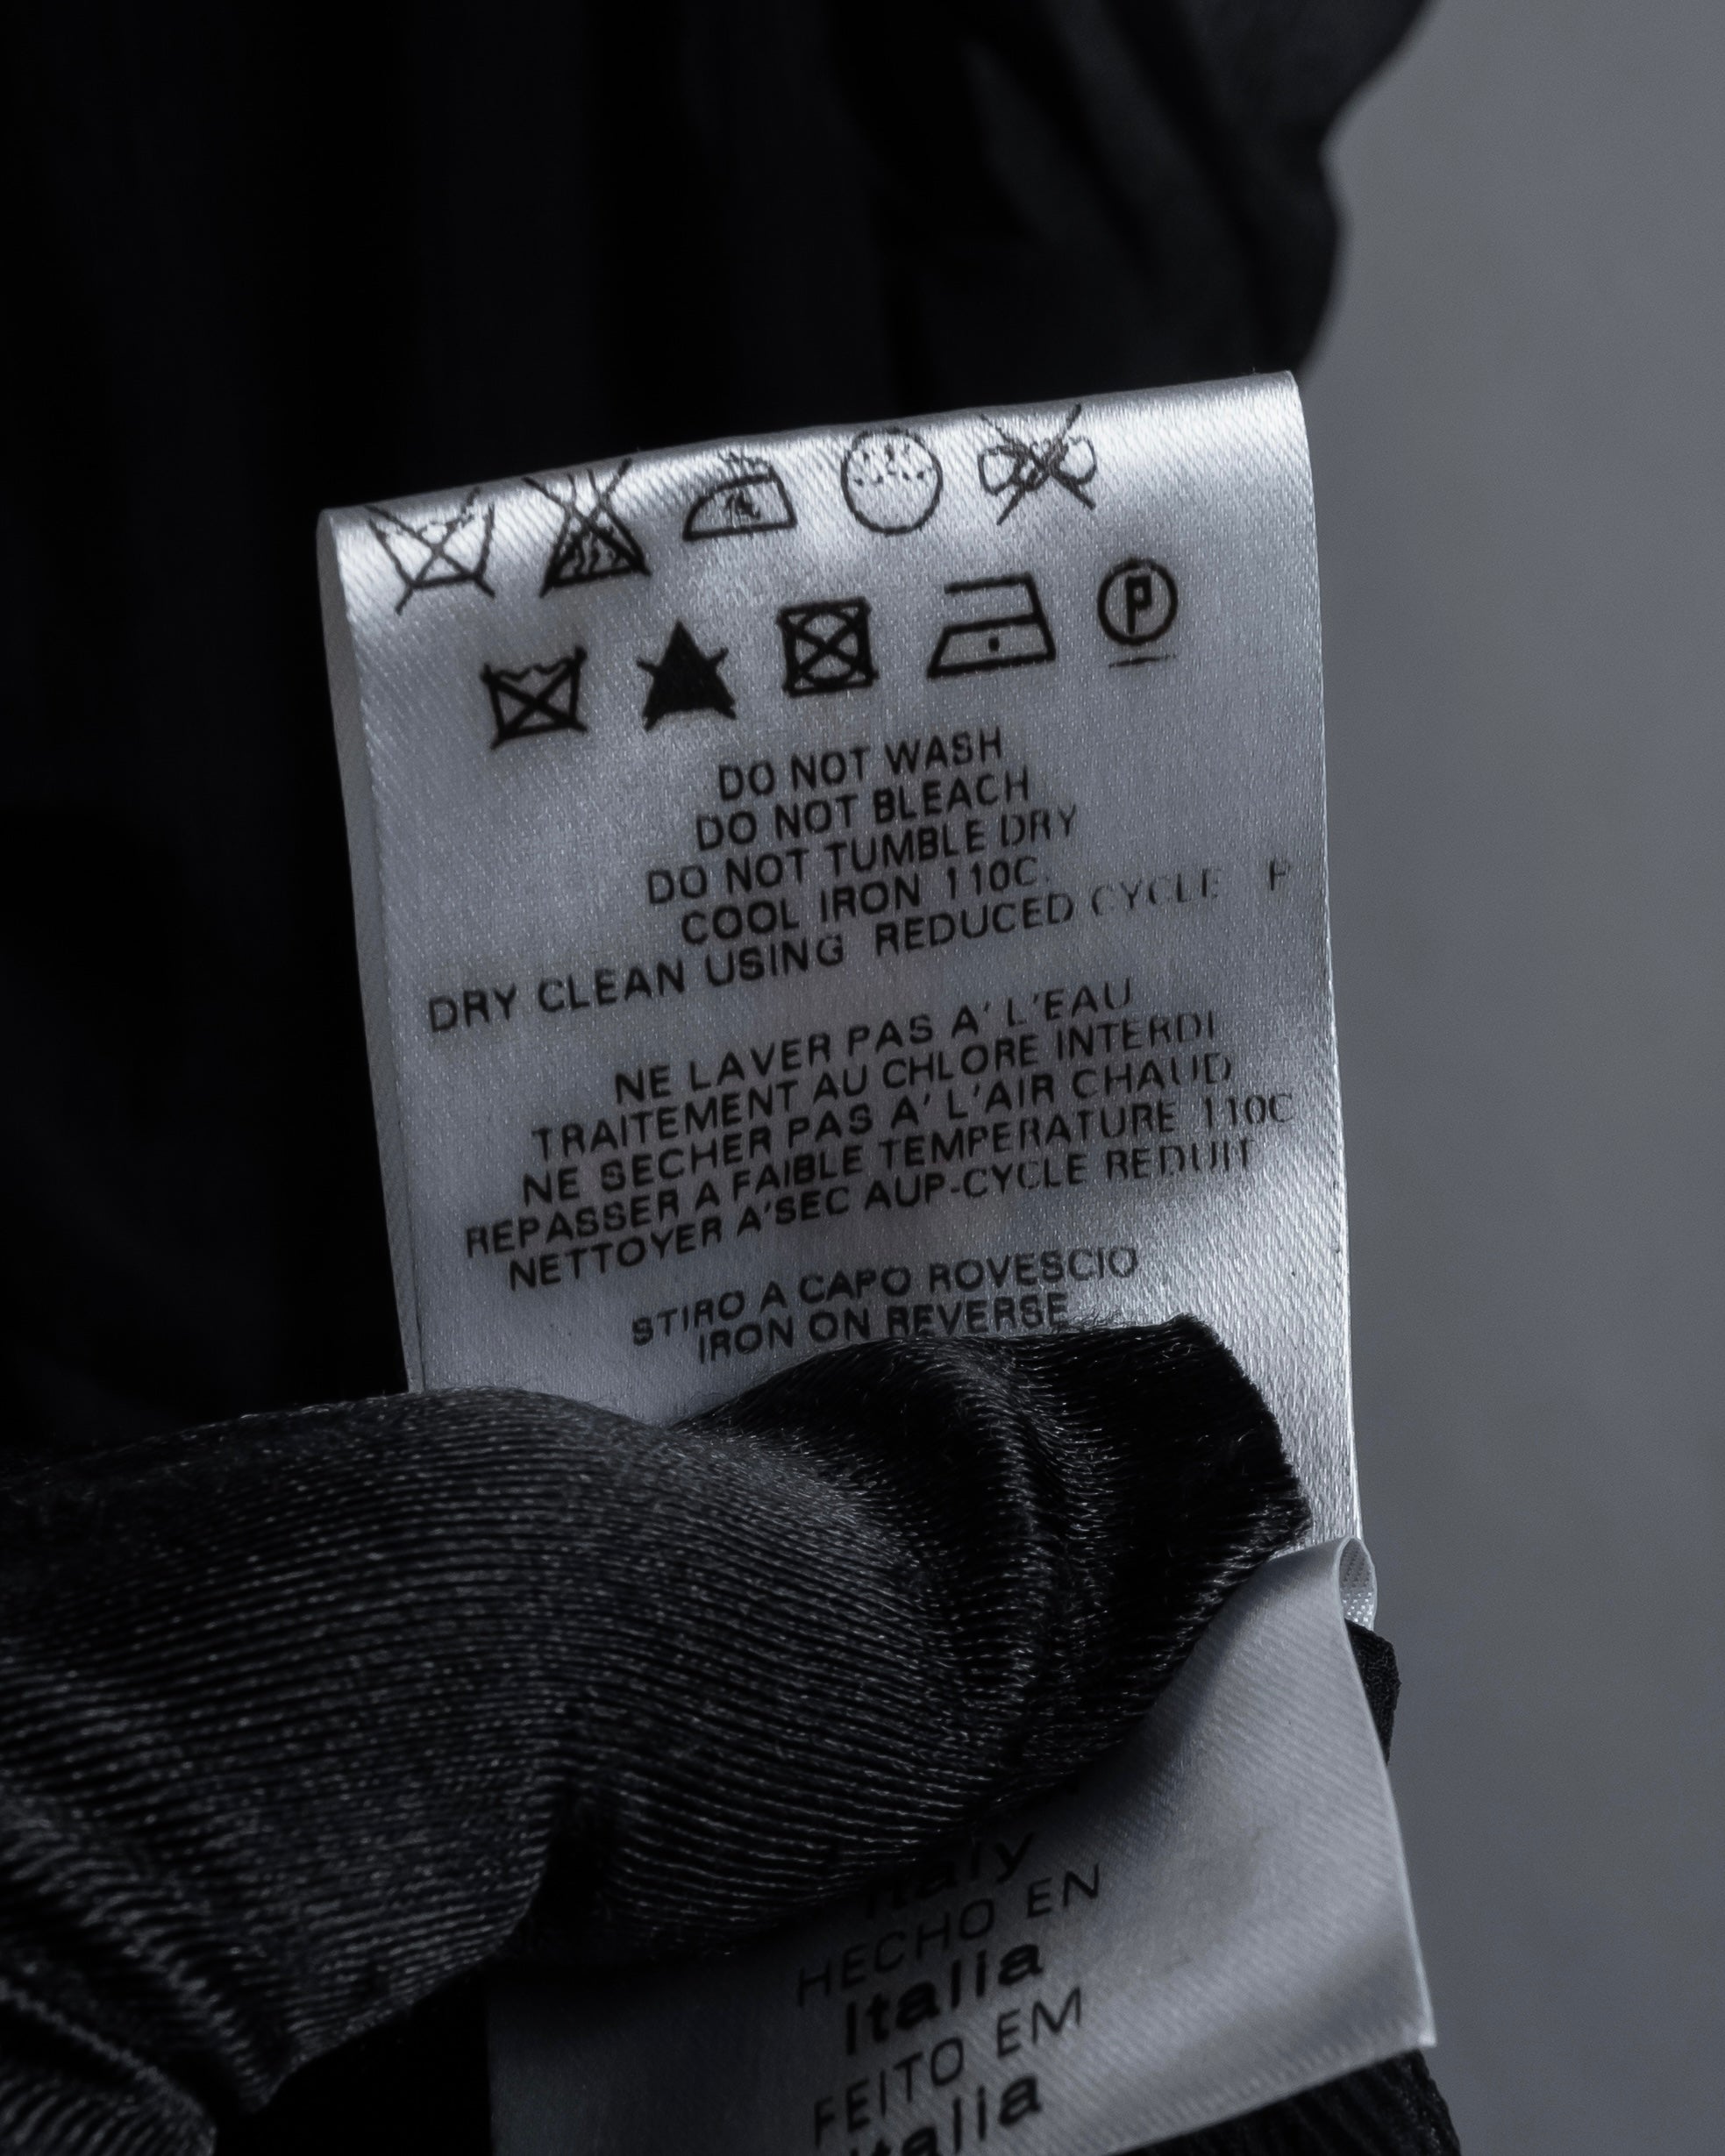 P
DO NOT WASH
DO NOT BLEACH
DO NOT TUMBLE DRY
COOL IRON 110C.
DRY CLEAN USING REDUCED CYCLE P
NE LAVER PAS A' L'EAU
TRAITEMENT AU CHLORE INTERDI
NE SECHER PAS A' L'AIR CHAUD
REPASSER A FAIBLE TEMPERATURE 110C
NETTOYER A'SEC AUP-CYCLE REDUIT
STIRO A CAPO ROVESCIO
IRON ON REVERSE
Italy
HECHO EN
Italia
FEITO EM
Italia